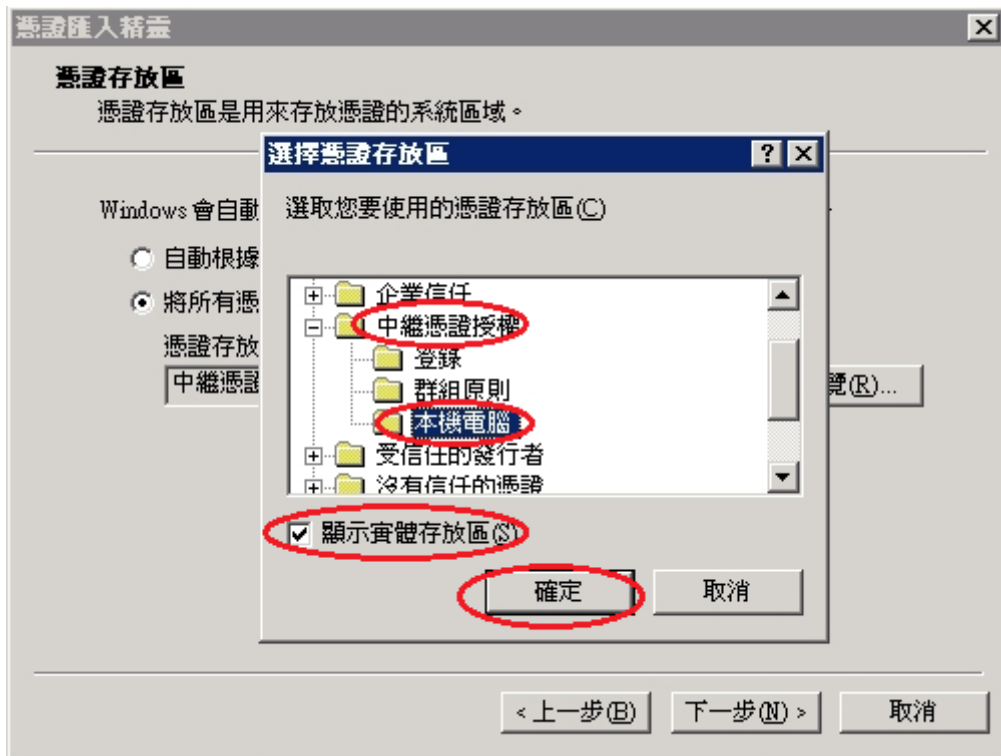 憑證匯入精靈
憑證存放區
憑證存放區是用來存放憑證的系統區域。
選擇憑證存放區
Windows 會自動
選取您要使用的憑證存放區(C)
自動根據
將所有憑
憑證存放
中繼憑證
覽(R)...
企業信任
中繼憑證授權
登錄
群組原則
本機電腦
受信任的發行者
沒有信任的憑證
顯示實體存放區(S)
確定
取消
<上一步(B)
下一步(N) >
取消